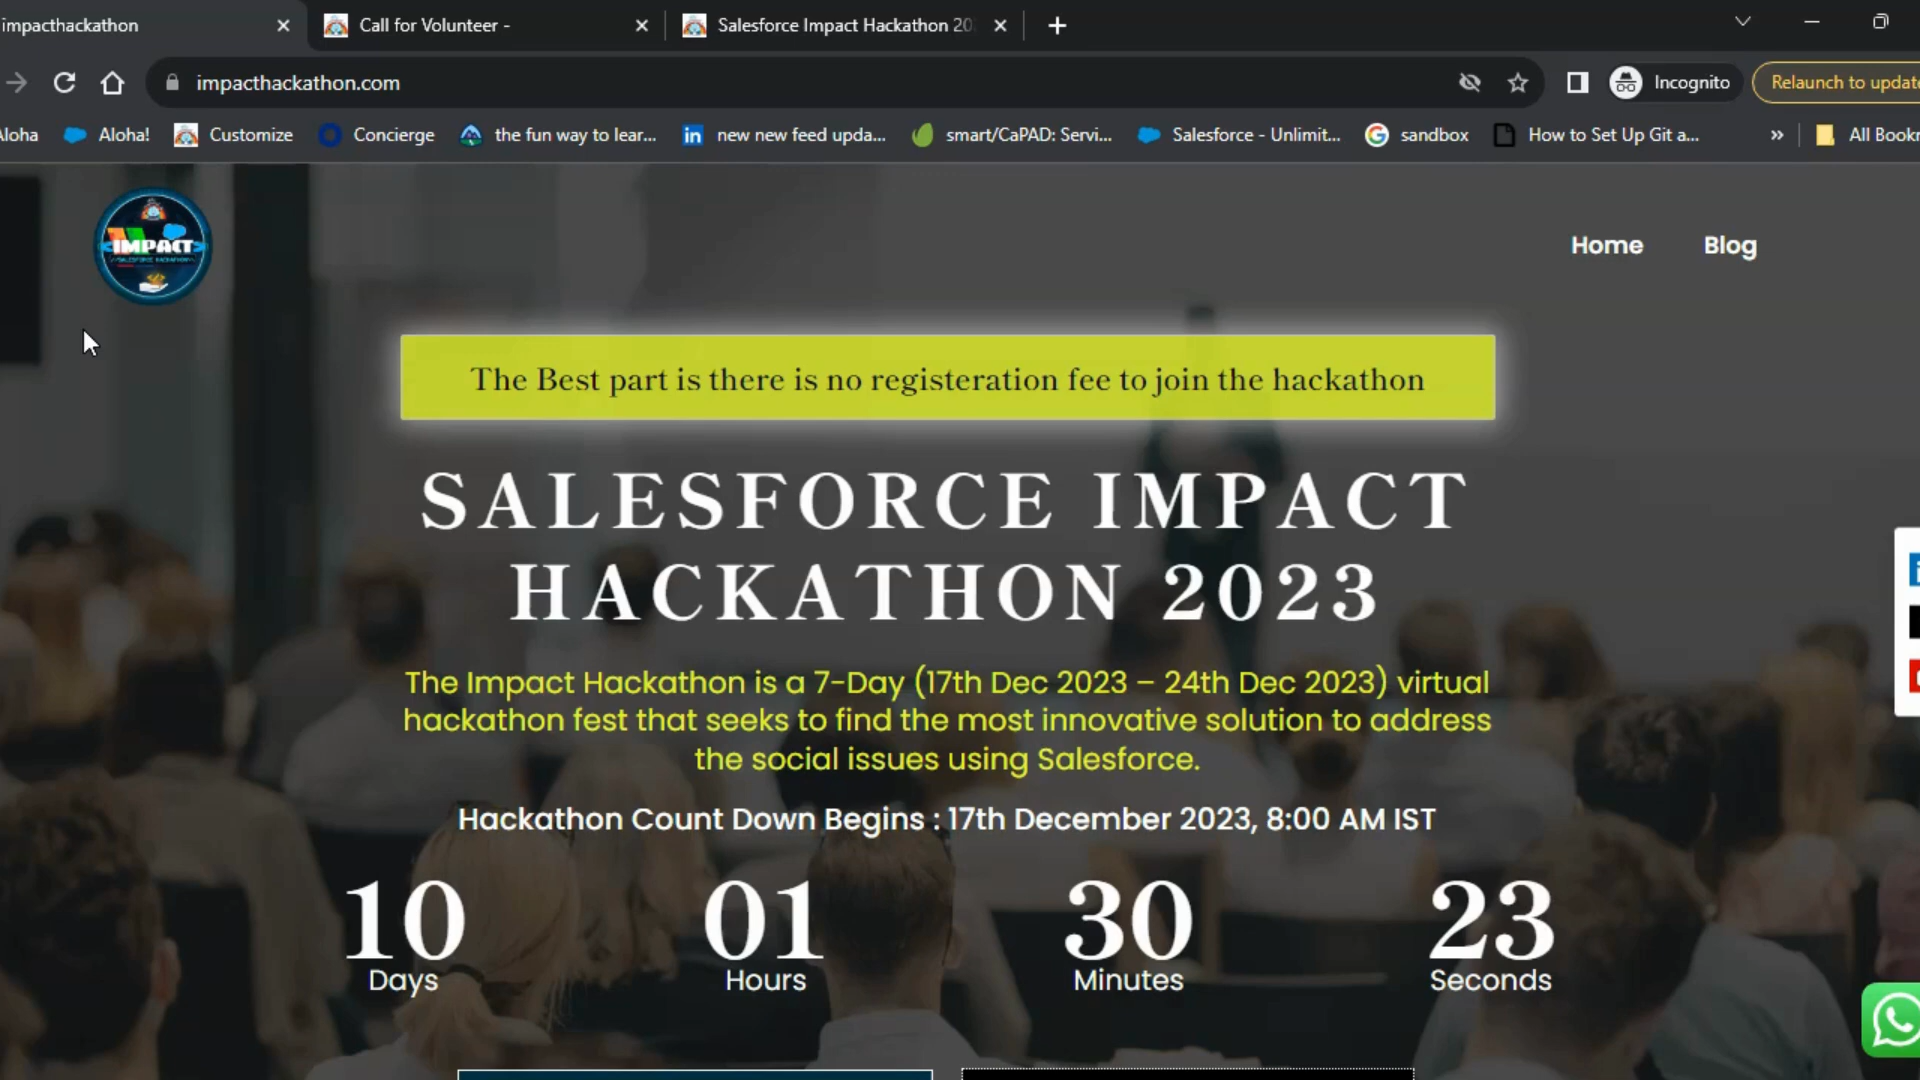 impacthackathon
Call for Volunteer -
Salesforce Impact Hackathon 20
impacthackathon.com
Incognito
Relaunch to update
Aloha
Aloha!
Customize
Concierge
the fun way to lear...
new new feed upda...
smart/CaPAD: Servi...
Salesforce - Unlimit...
sandbox
How to Set Up Git a...
»
All Bookr
IMPACT
Home
Blog
The Best part is there is no registeration fee to join the hackathon
SALESFORCE IMPACT
HACKATHON 2023
The Impact Hackathon is a 7-Day (17th Dec 2023 – 24th Dec 2023) virtual
hackathon fest that seeks to find the most innovative solution to address
the social issues using Salesforce.
Hackathon Count Down Begins : 17th December 2023, 8:00 AM IST
10 01 30 23
Days Hours Minutes Seconds